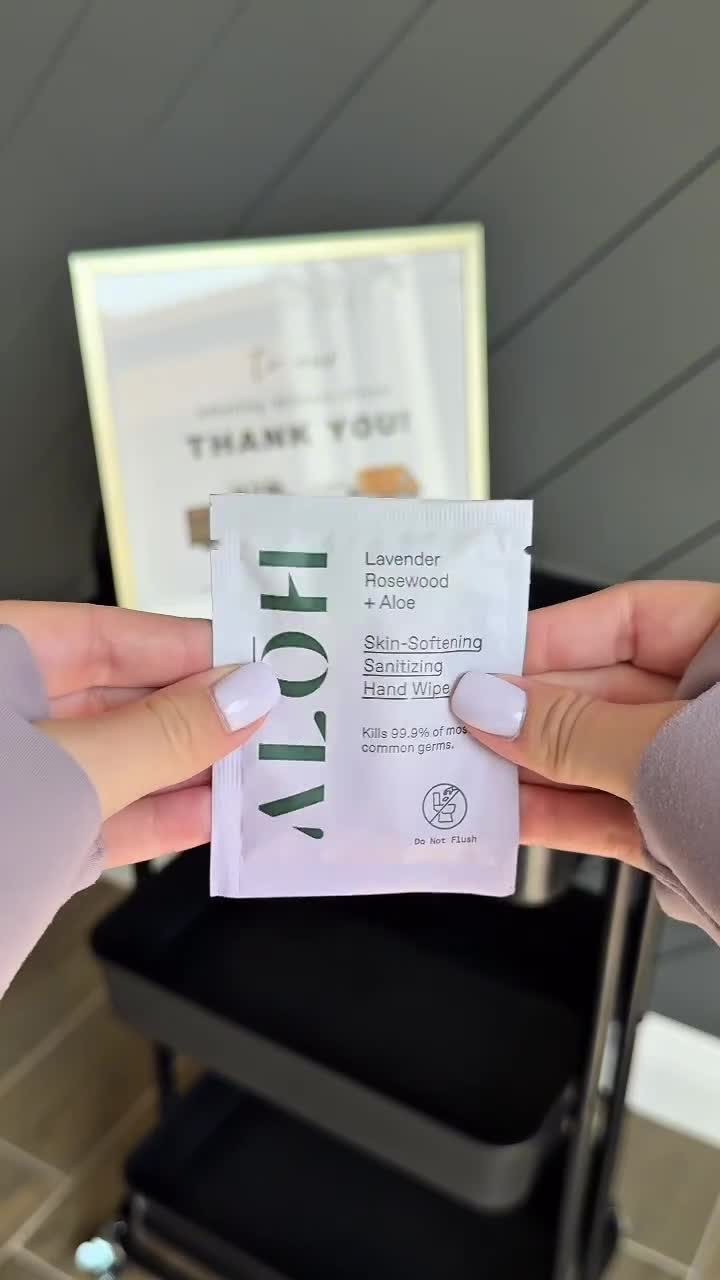 THANK YOU!
ALŌH
Lavender
Rosewood
+ Aloe
Skin-Softening
Sanitizing
Hand Wipe
Kills 99.9% of mos
common germs.
Do Not Flush